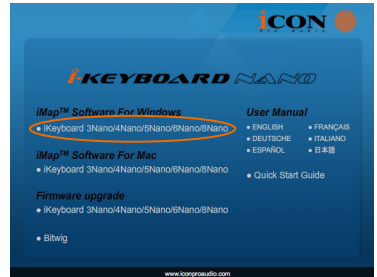 iCON
Pro Audio
i-KEYBOARD NANO
iMap™ Software For Windows
• iKeyboard 3Nano/4Nano/5Nano/6Nano/8Nano
iMap™ Software For Mac
• iKeyboard 3Nano/4Nano/5Nano/6Nano/8Nano
Firmware upgrade
• iKeyboard 3Nano/4Nano/5Nano/6Nano/8Nano
• Bitwig
User Manual
• ENGLISH • FRANÇAIS
• DEUTSCHE • ITALIANO
• ESPAÑOL • 日本語
• Quick Start Guide
www.iconproaudio.com